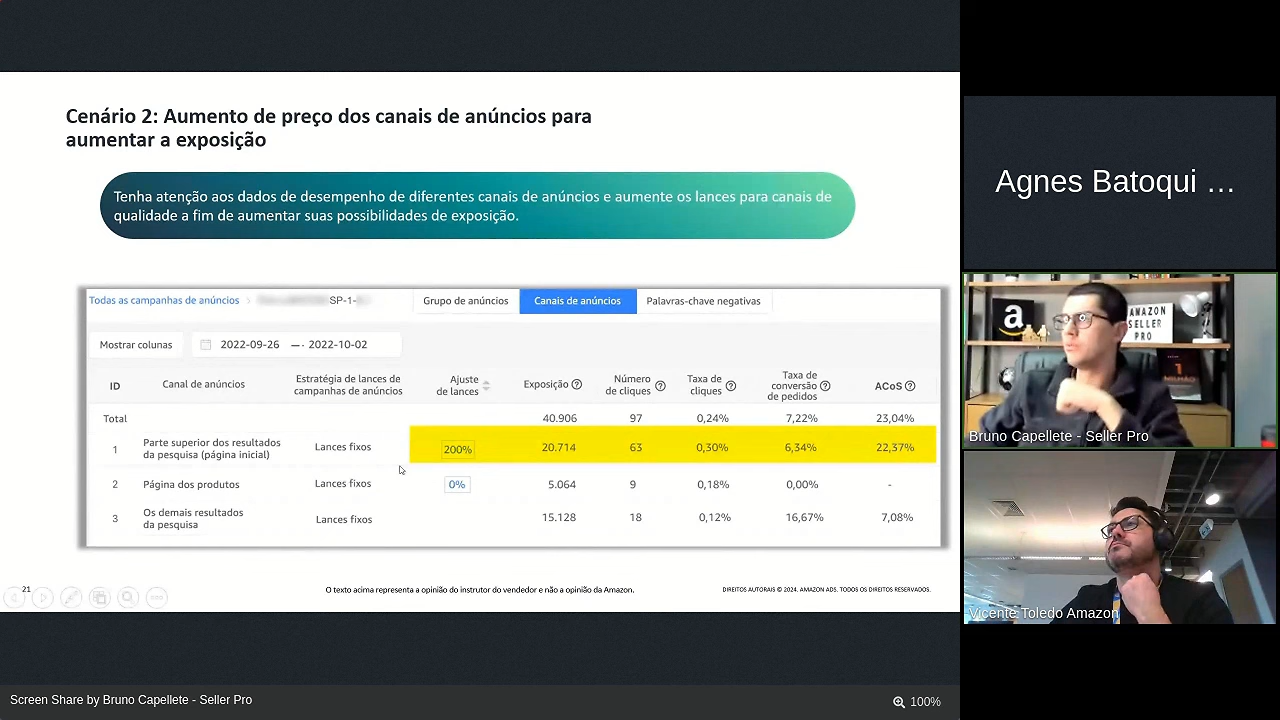 Cenário 2: Aumento de preço dos canais de anúncios para
aumentar a exposição
Tenha atenção aos dados de desempenho de diferentes canais de anúncios e aumente os lances para canais de
qualidade a fim de aumentar suas possibilidades de exposição.
Todas as campanhas de anúncios > SP-1-
Grupo de anúncios Canais de anúncios Palavras-chave negativas
Mostrar colunas 2022-09-26 — 2022-10-02
ID Canal de anúncios Estratégia de lances de
campanhas de anúncios Ajuste
de lances Exposição Número
de cliques Taxa de
cliques Taxa de
conversão
de pedidos ACoS
Total 40.906 97 0,24% 7,22% 23,04%
1 Parte superior dos resultados
da pesquisa (página inicial) Lances fixos 200% 20.714 63 0,30% 6,34% 22,37%
2 Página dos produtos Lances fixos 0% 5.064 9 0,18% 0,00% -
3 Os demais resultados
da pesquisa Lances fixos 15.128 18 0,12% 16,67% 7,08%
21
O texto acima representa a opinião do instrutor do vendedor e não a opinião da Amazon.
DIREITOS AUTORAIS © 2024. AMAZON ADS. TODOS OS DIREITOS RESERVADOS.
Screen Share by Bruno Capellete - Seller Pro
100%
Agnes Batoqui ...
a
AMAZON
SELLER
PRO
1
Bruno Capellete - Seller Pro
Vicente Toledo Amazon